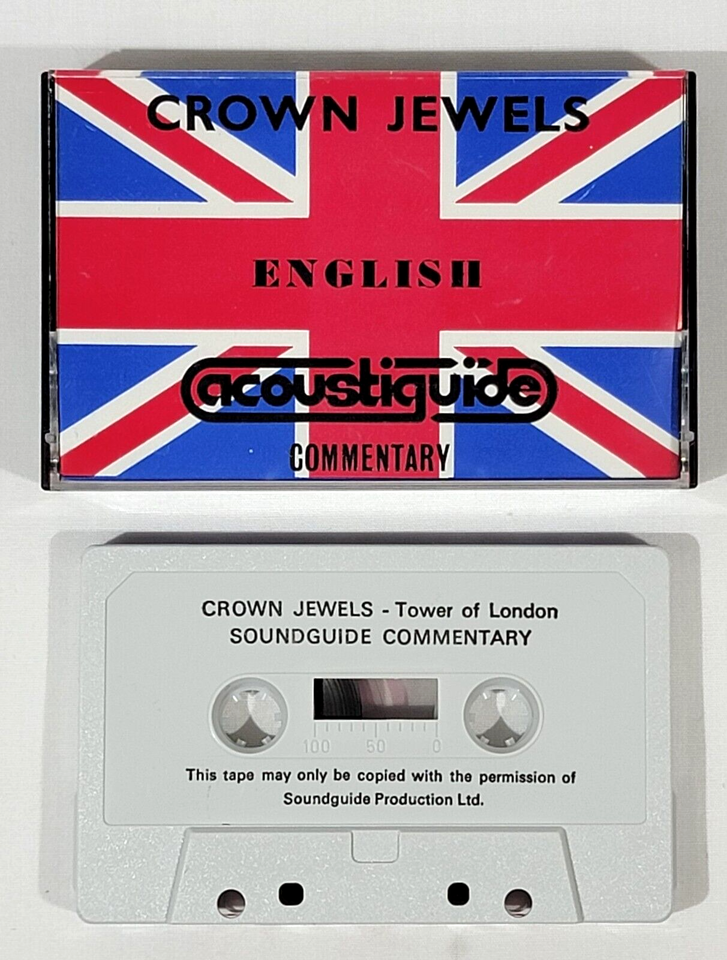 CROWN JEWELS
ENGLISH
acoustiguide
COMMENTARY
CROWN JEWELS - Tower of London
SOUNDGUIDE COMMENTARY
100 50 0
This tape may only be copied with the permission of
Soundguide Production Ltd.